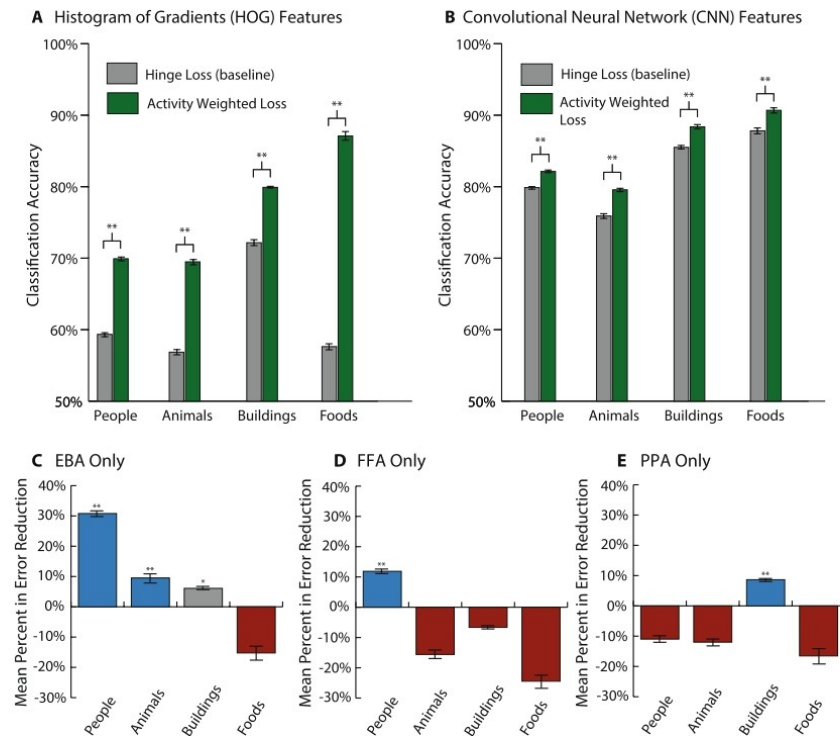 A Histogram of Gradients (HOG) Features
100%
90%
80%
70%
60%
50%
Classification Accuracy
Hinge Loss (baseline)
Activity Weighted Loss
**
**
**
**
People
Animals
Buildings
Foods
B Convolutional Neural Network (CNN) Features
100%
90%
80%
70%
60%
50%
Classification Accuracy
Hinge Loss (baseline)
Activity Weighted
Loss
**
**
**
**
People
Animals
Buildings
Foods
C EBA Only
40%
30%
20%
10%
0%
-10%
-20%
-30%
Mean Percent in Error Reduction
**
**
*
People
Animals
Buildings
Foods
D FFA Only
40%
30%
20%
10%
0%
-10%
-20%
-30%
Mean Percent in Error Reduction
**
People
Animals
Buildings
Foods
E PPA Only
40%
30%
20%
10%
0%
-10%
-20%
-30%
Mean Percent in Error Reduction
**
People
Animals
Buildings
Foods